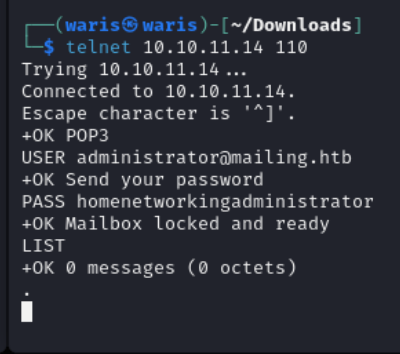 ┌──(waris㉿waris)-[~/Downloads]
└─$ telnet 10.10.11.14 110
Trying 10.10.11.14...
Connected to 10.10.11.14.
Escape character is '^]'.
+OK POP3
USER administrator@mailing.htb
+OK Send your password
PASS homenetworkingadministrator
+OK Mailbox locked and ready
LIST
+OK 0 messages (0 octets)
.